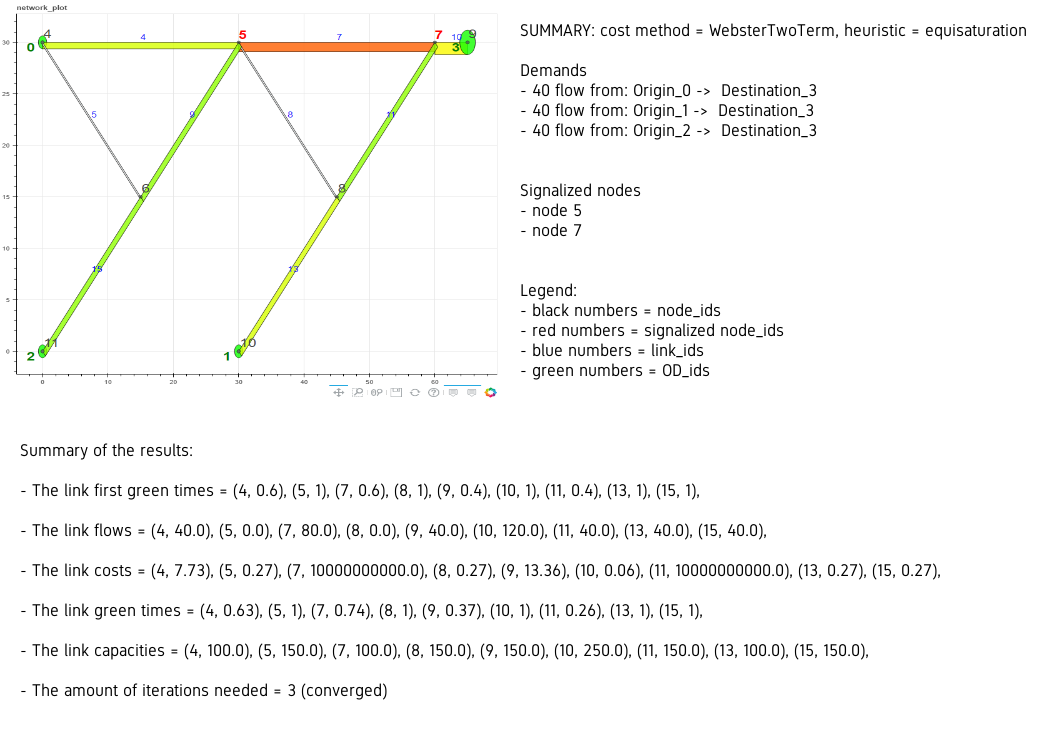 network_plot
4
4
0
5
7
7
10
3
9
5
9
8
11
6
8
15
13
11
2
10
1
30
25
20
15
10
5
0
0
10
20
30
40
50
60
SUMMARY: cost method = WebsterTwoTerm, heuristic = equisaturation
Demands
- 40 flow from: Origin_0 -> Destination_3
- 40 flow from: Origin_1 -> Destination_3
- 40 flow from: Origin_2 -> Destination_3
Signalized nodes
- node 5
- node 7
Legend:
- black numbers = node_ids
- red numbers = signalized node_ids
- blue numbers = link_ids
- green numbers = OD_ids
Summary of the results:
- The link first green times = (4, 0.6), (5, 1), (7, 0.6), (8, 1), (9, 0.4), (10, 1), (11, 0.4), (13, 1), (15, 1),
- The link flows = (4, 40.0), (5, 0.0), (7, 80.0), (8, 0.0), (9, 40.0), (10, 120.0), (11, 40.0), (13, 40.0), (15, 40.0),
- The link costs = (4, 7.73), (5, 0.27), (7, 10000000000.0), (8, 0.27), (9, 13.36), (10, 0.06), (11, 10000000000.0), (13, 0.27), (15, 0.27),
- The link green times = (4, 0.63), (5, 1), (7, 0.74), (8, 1), (9, 0.37), (10, 1), (11, 0.26), (13, 1), (15, 1),
- The link capacities = (4, 100.0), (5, 150.0), (7, 100.0), (8, 150.0), (9, 150.0), (10, 250.0), (11, 150.0), (13, 100.0), (15, 150.0),
- The amount of iterations needed = 3 (converged)